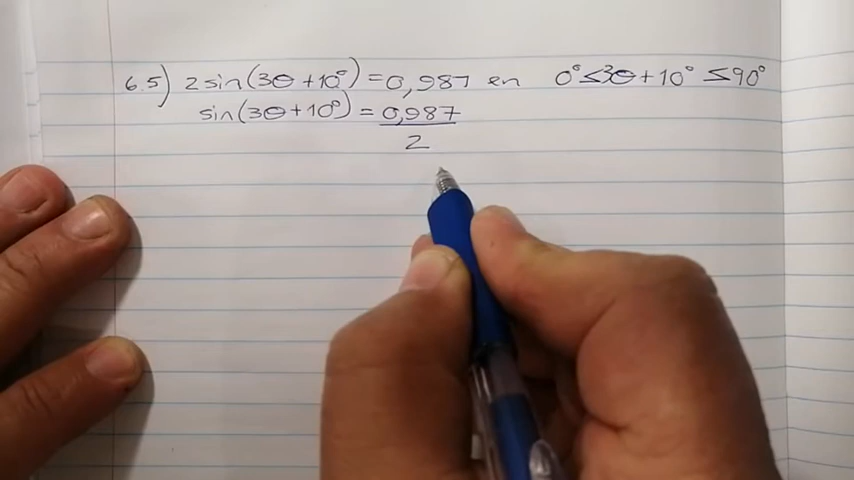 6.5) 2 sin(3θ + 10°) = 0,987 en 0° ≤ 3θ + 10° ≤ 90°
sin(3θ + 10°) = 0,987
2